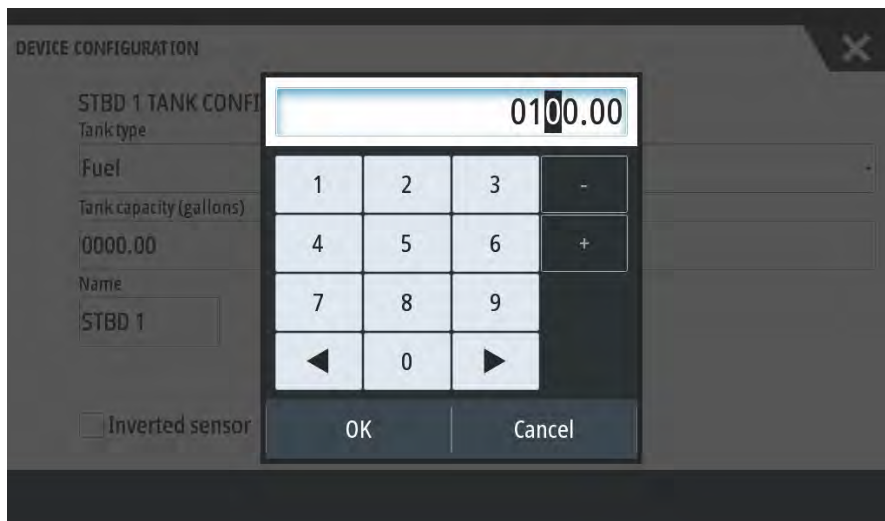 DEVICE CONFIGURATION
STBD 1 TANK CONFI
Tank type
Fuel
Tank capacity (gallons)
0000.00
Name
STBD 1
Inverted sensor
0100.00
1 2 3 -
4 5 6 +
7 8 9
0
OK Cancel